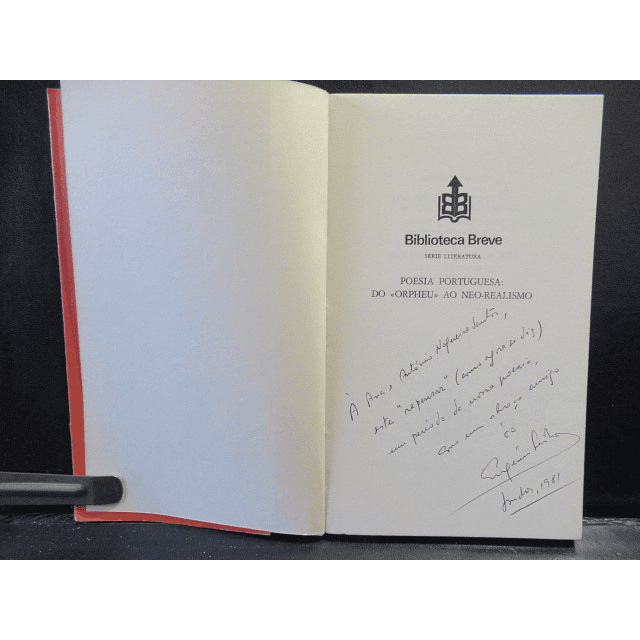 Biblioteca Breve
SÉRIE LITERATURA
POESIA PORTUGUESA:
DO «ORPHEU» AO NEO-REALISMO
À Ana e António Nogueira Santos,
este "repensar" (como agora se diz)
um período da nossa poesia,
com um abraço amigo
do
Eugénio Lisboa
Londres, 1981